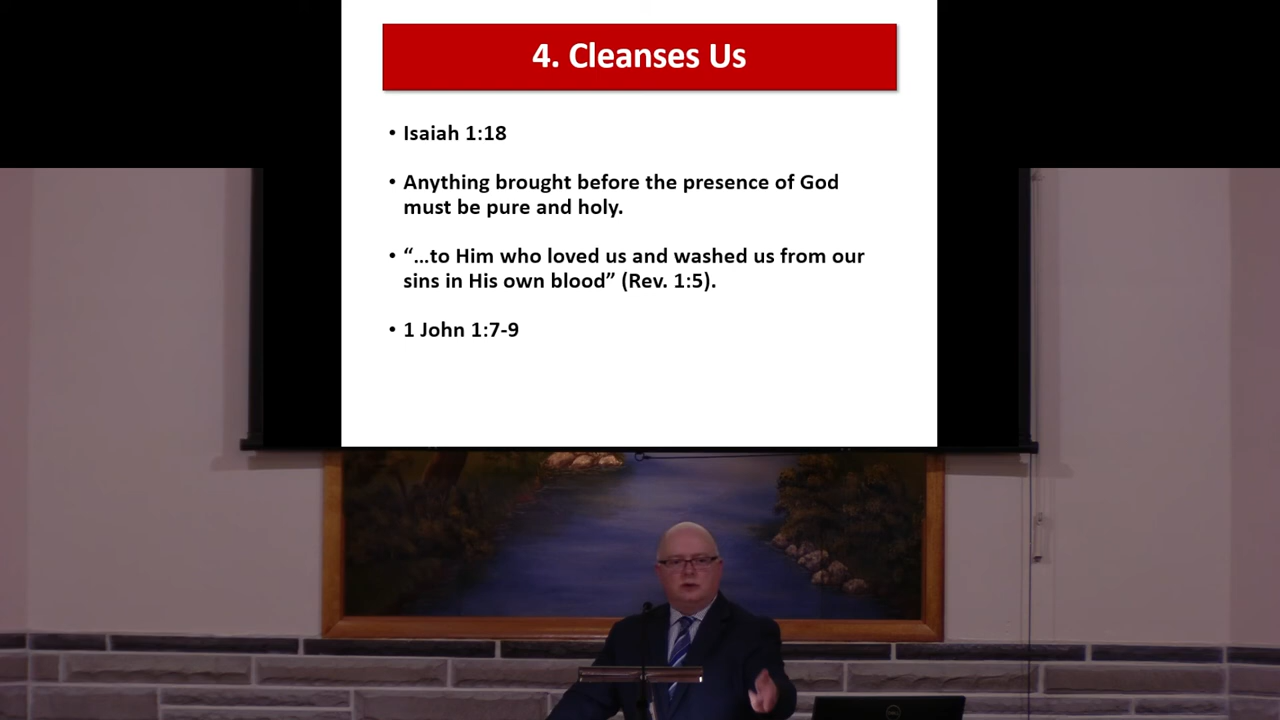 4. Cleanses Us
• Isaiah 1:18
• Anything brought before the presence of God
must be pure and holy.
• “…to Him who loved us and washed us from our
sins in His own blood” (Rev. 1:5).
• 1 John 1:7-9